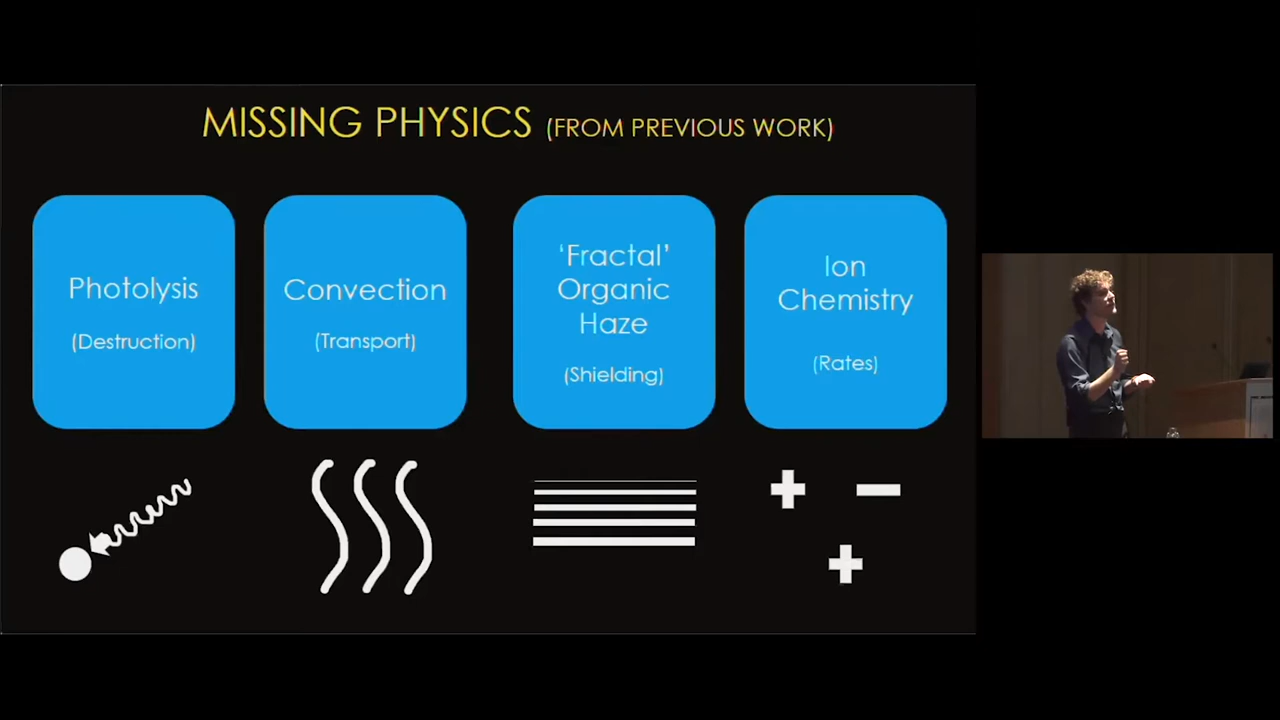 MISSING PHYSICS (FROM PREVIOUS WORK)
Photolysis
(Destruction)
Convection
(Transport)
‘Fractal’
Organic
Haze
(Shielding)
Ion
Chemistry
(Rates)